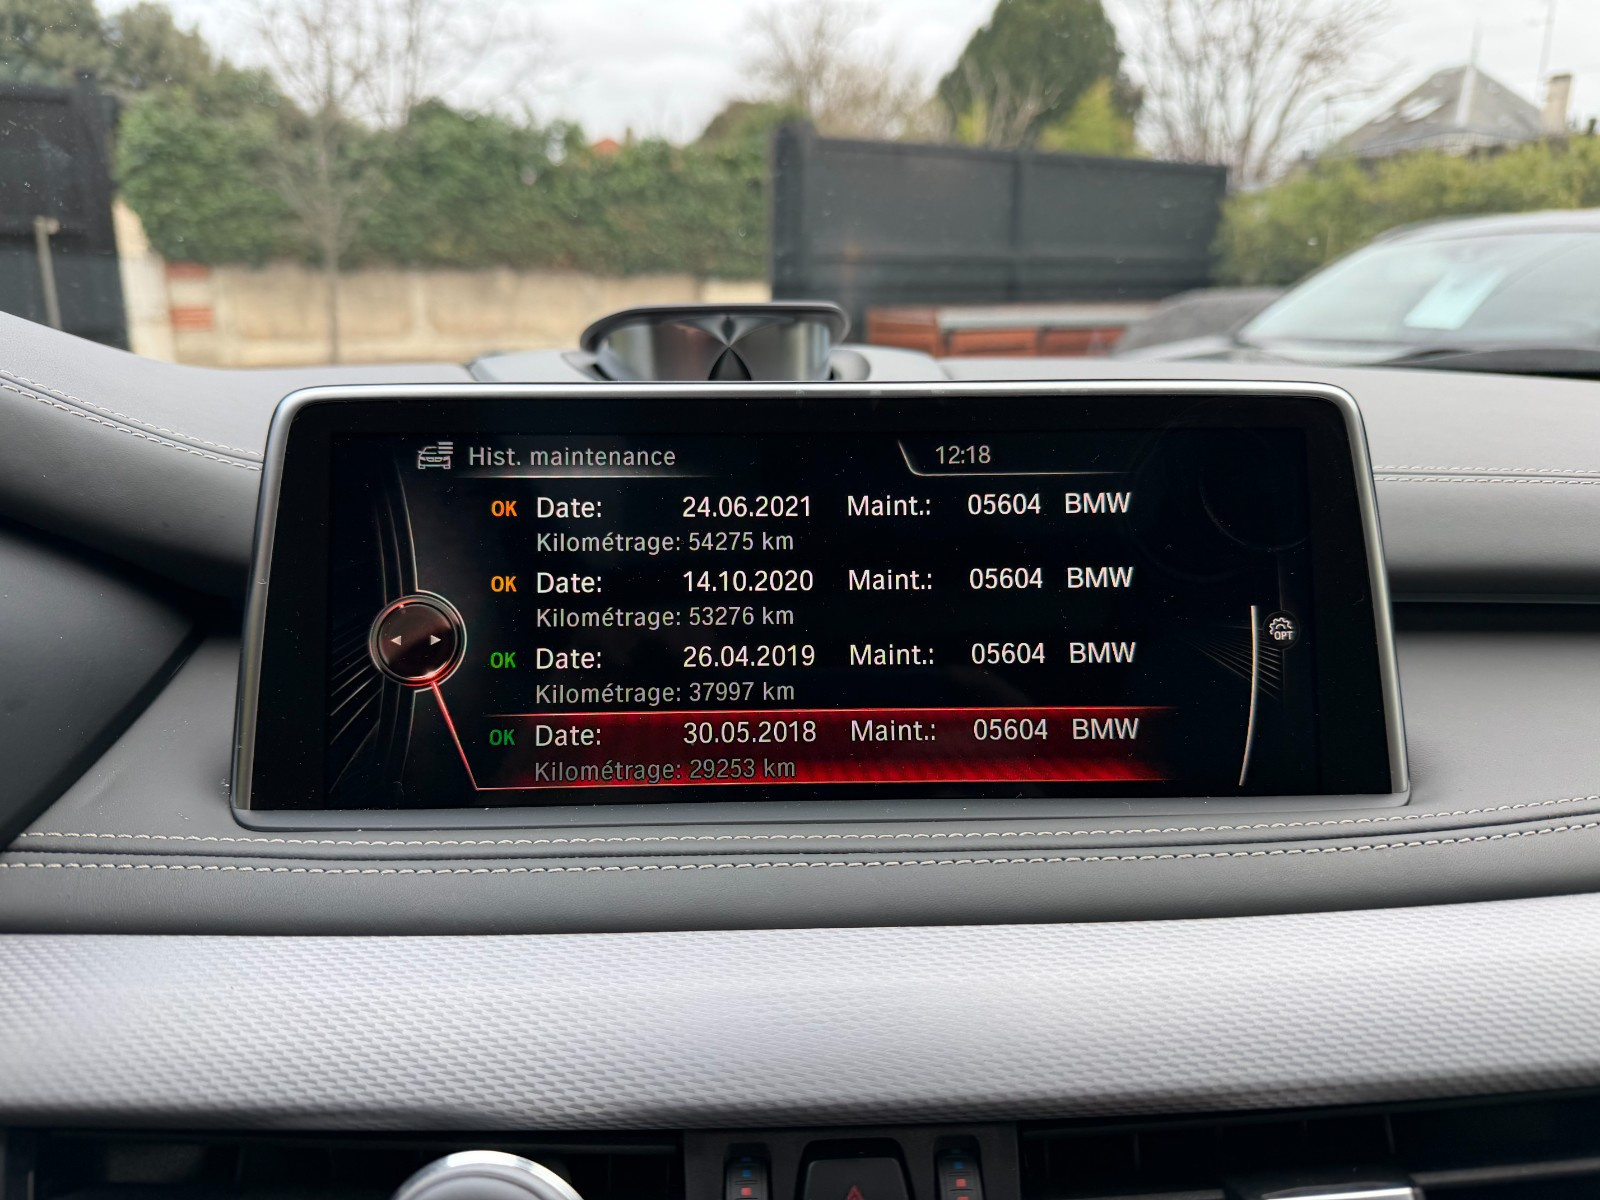 Hist. maintenance 12:18
OK Date: 24.06.2021 Maint.: 05604 BMW
Kilométrage: 54275 km
OK Date: 14.10.2020 Maint.: 05604 BMW
Kilométrage: 53276 km
OK Date: 26.04.2019 Maint.: 05604 BMW
Kilométrage: 37997 km
OK Date: 30.05.2018 Maint.: 05604 BMW
Kilométrage: 29253 km
OPT